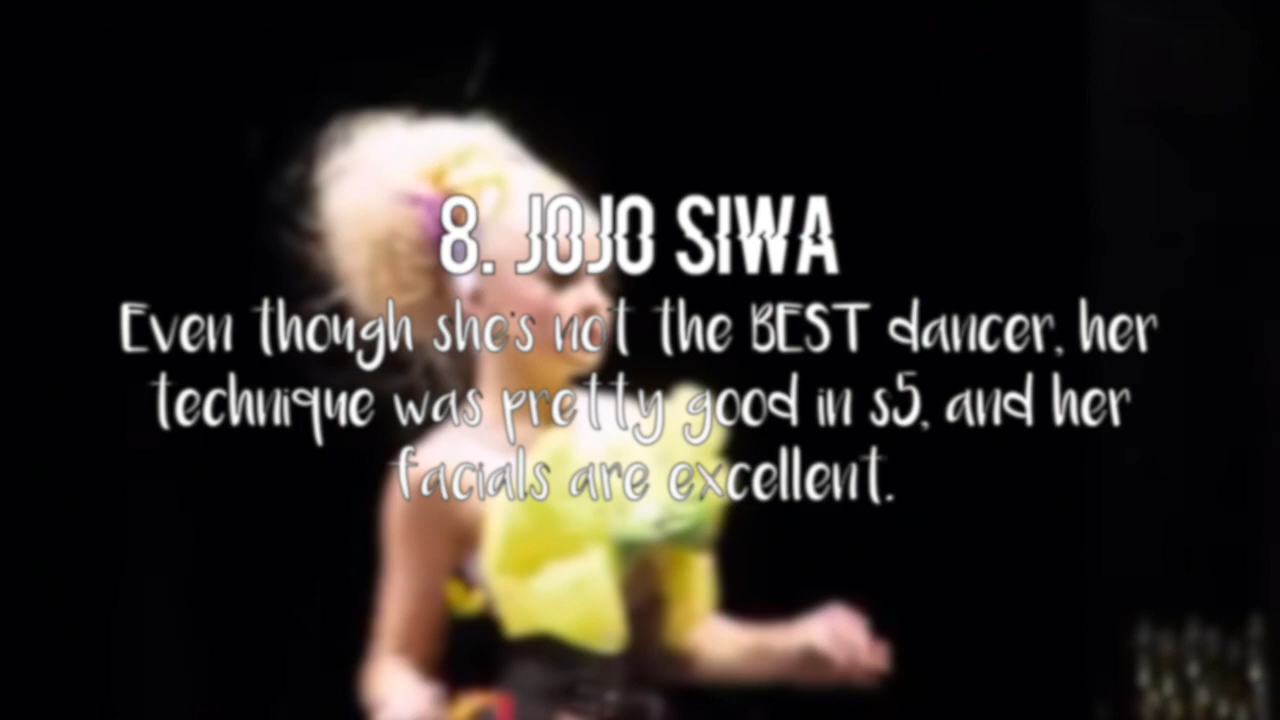 8. JOJO SIWA
Even though she's not the BEST dancer, her
technique was pretty good in s5, and her
facials are excellent.